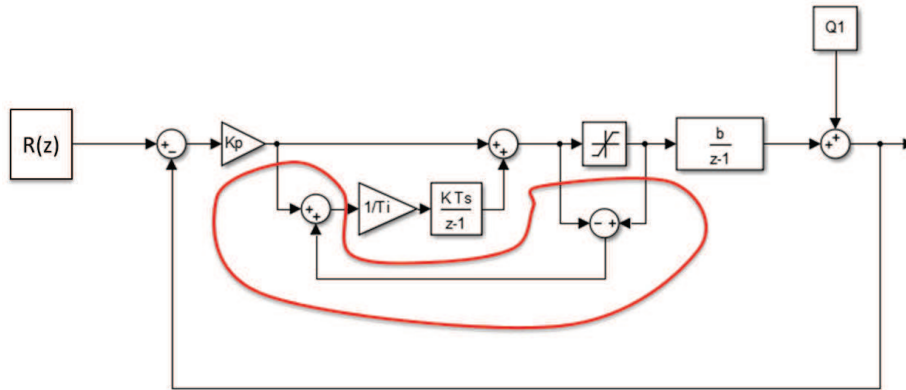 Q1
R(z)
+
−
Kp
+
+
b
z-1
+
+
+
+
1/Ti
K Ts
z-1
− +